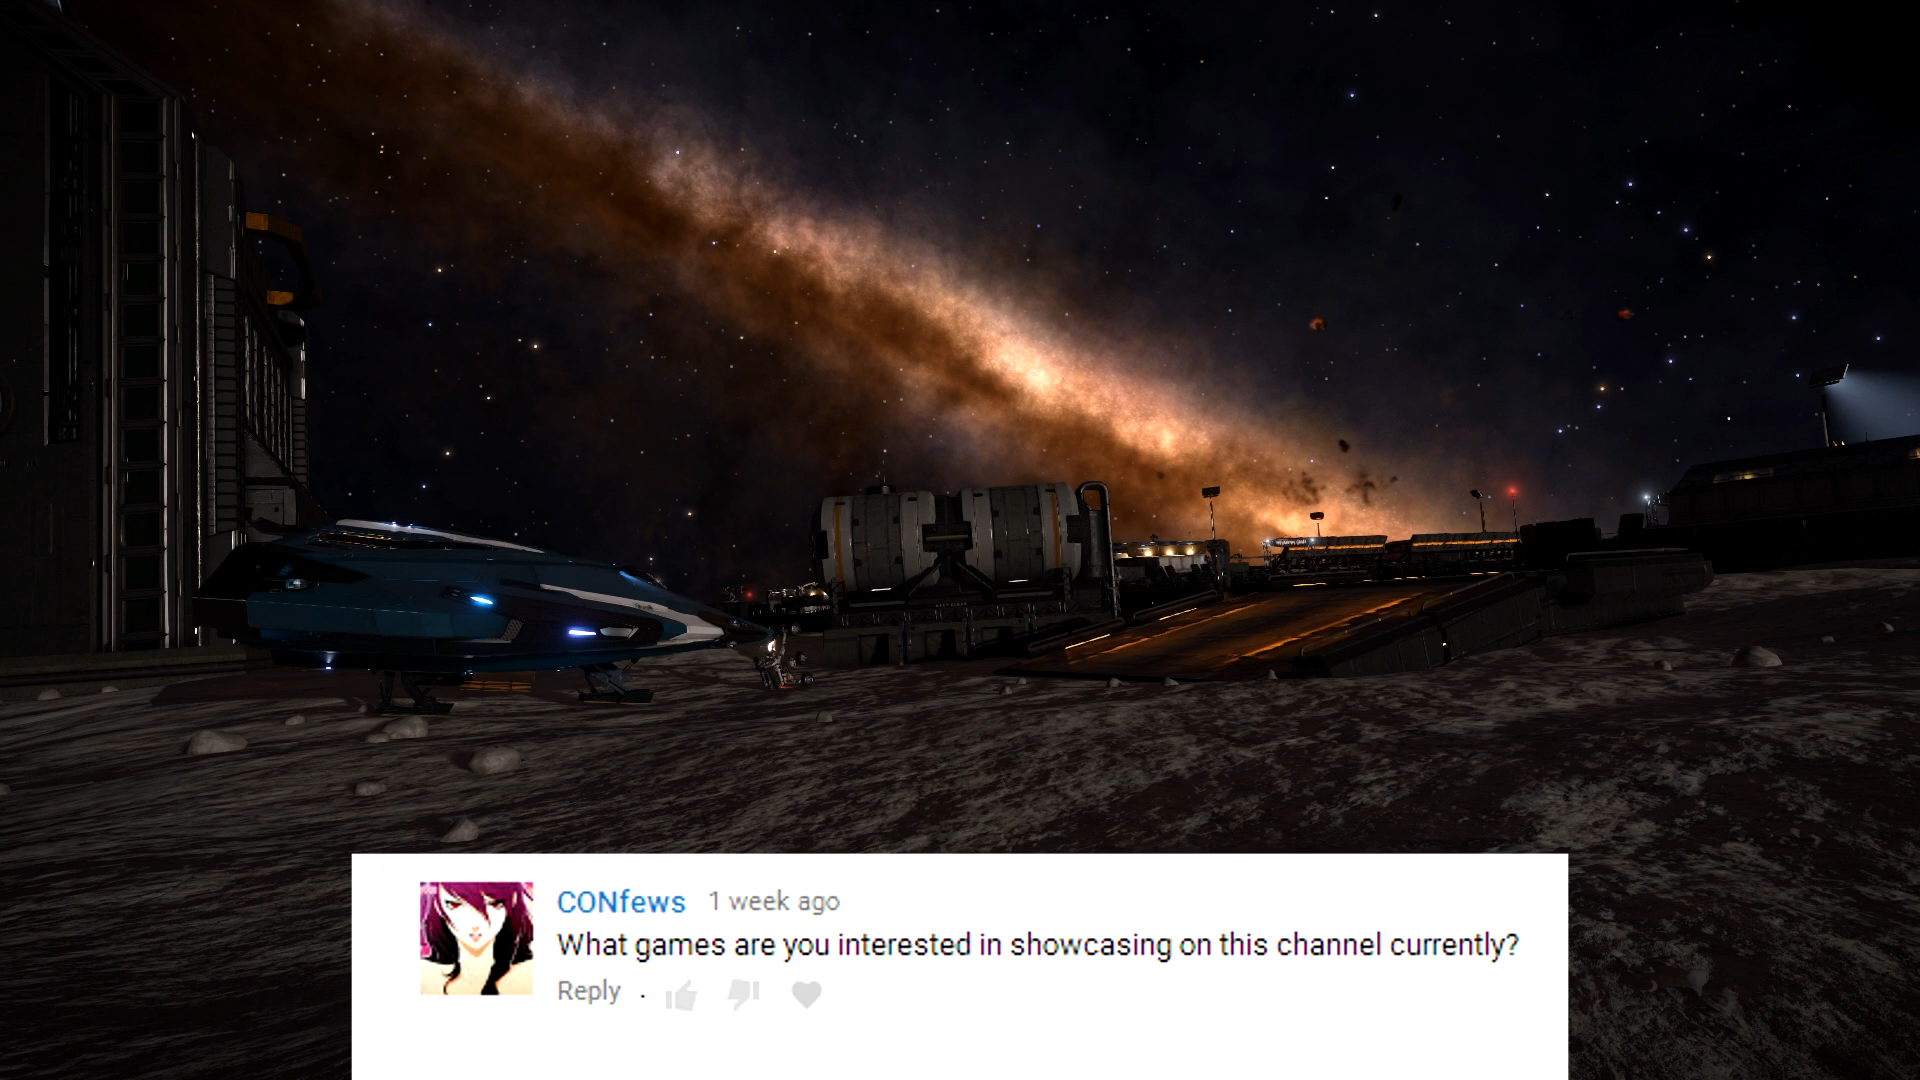 CONfews 1 week ago
What games are you interested in showcasing on this channel currently?
Reply .